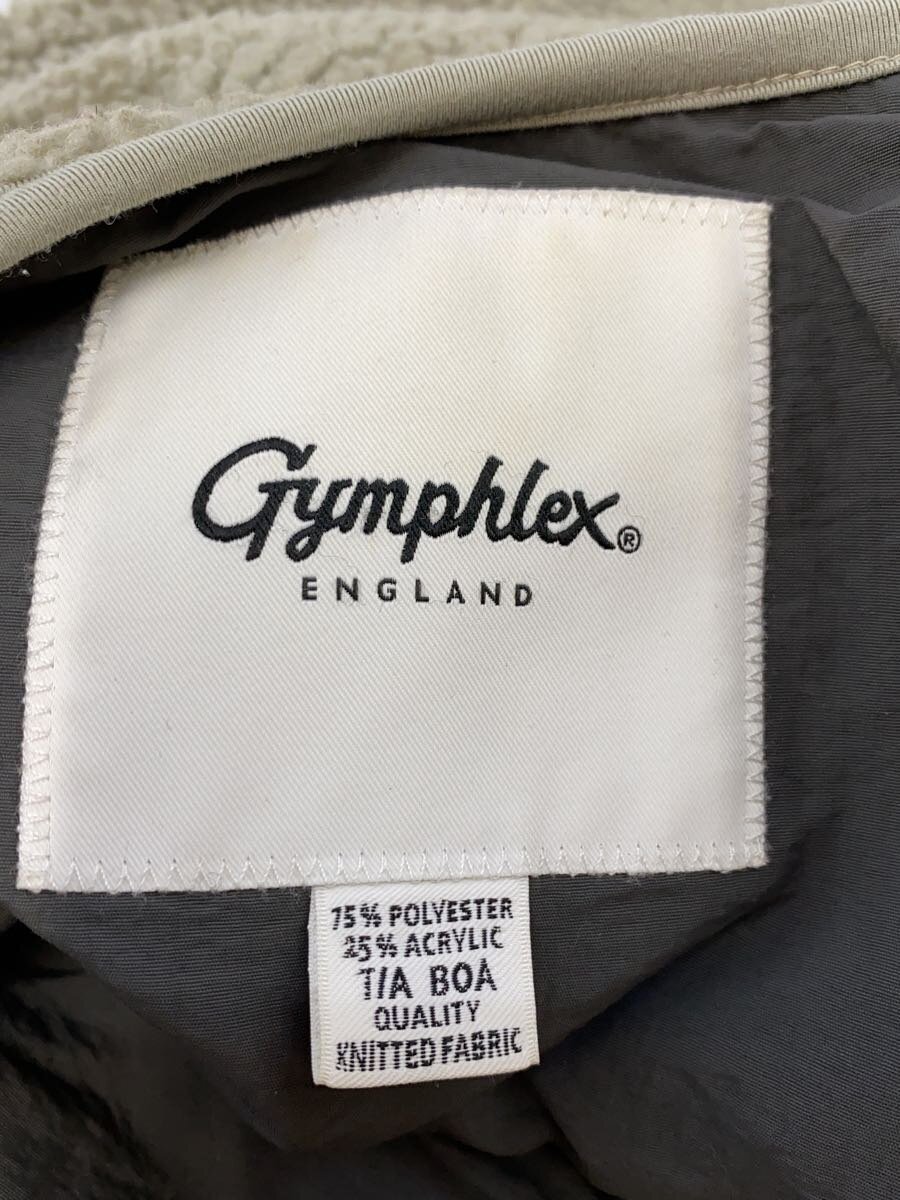 Gymphlex®
ENGLAND
75% POLYESTER
25% ACRYLIC
T/A BOA
QUALITY
KNITTED FABRIC